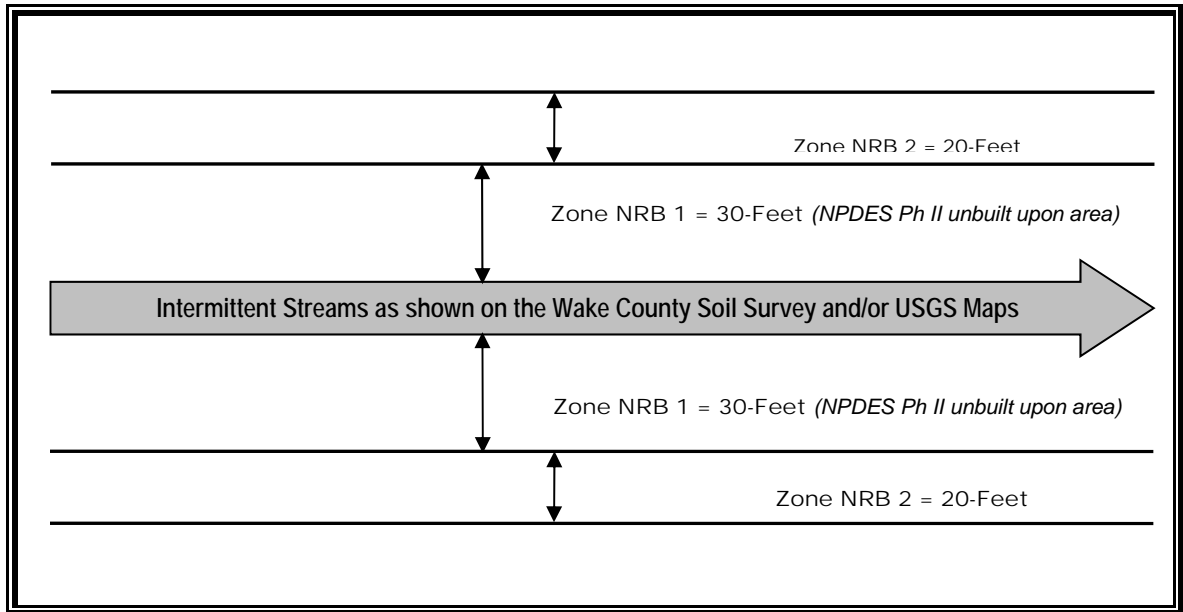 Zone NRB 2 = 20-Feet
Zone NRB 1 = 30-Feet (NPDES Ph II unbuilt upon area)
Intermittent Streams as shown on the Wake County Soil Survey and/or USGS Maps
Zone NRB 1 = 30-Feet (NPDES Ph II unbuilt upon area)
Zone NRB 2 = 20-Feet